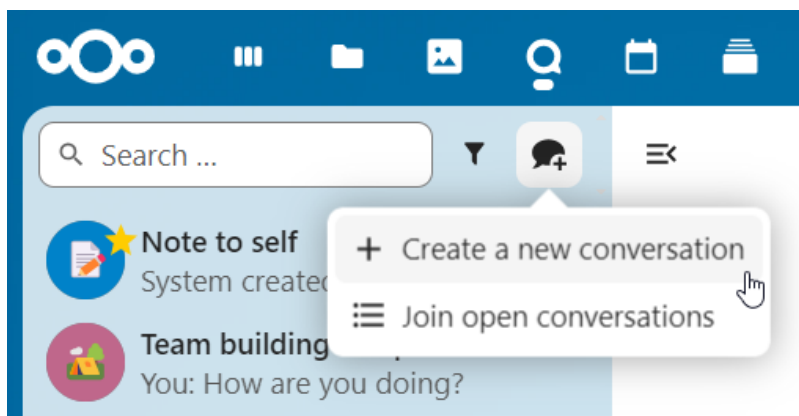 Search ...
Note to self
Create a new conversation
System created
Join open conversations
Team building
You: How are you doing?